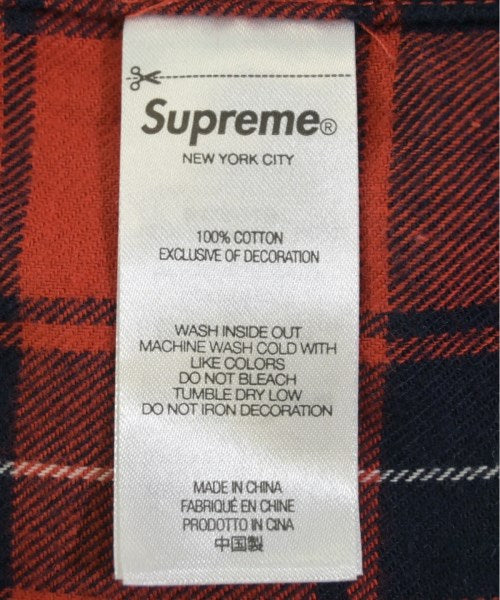 Supreme®
NEW YORK CITY
100% COTTON
EXCLUSIVE OF DECORATION
WASH INSIDE OUT
MACHINE WASH COLD WITH
LIKE COLORS
DO NOT BLEACH
TUMBLE DRY LOW
DO NOT IRON DECORATION
MADE IN CHINA
FABRIQUÉ EN CHINE
PRODOTTO IN CINA
中国製